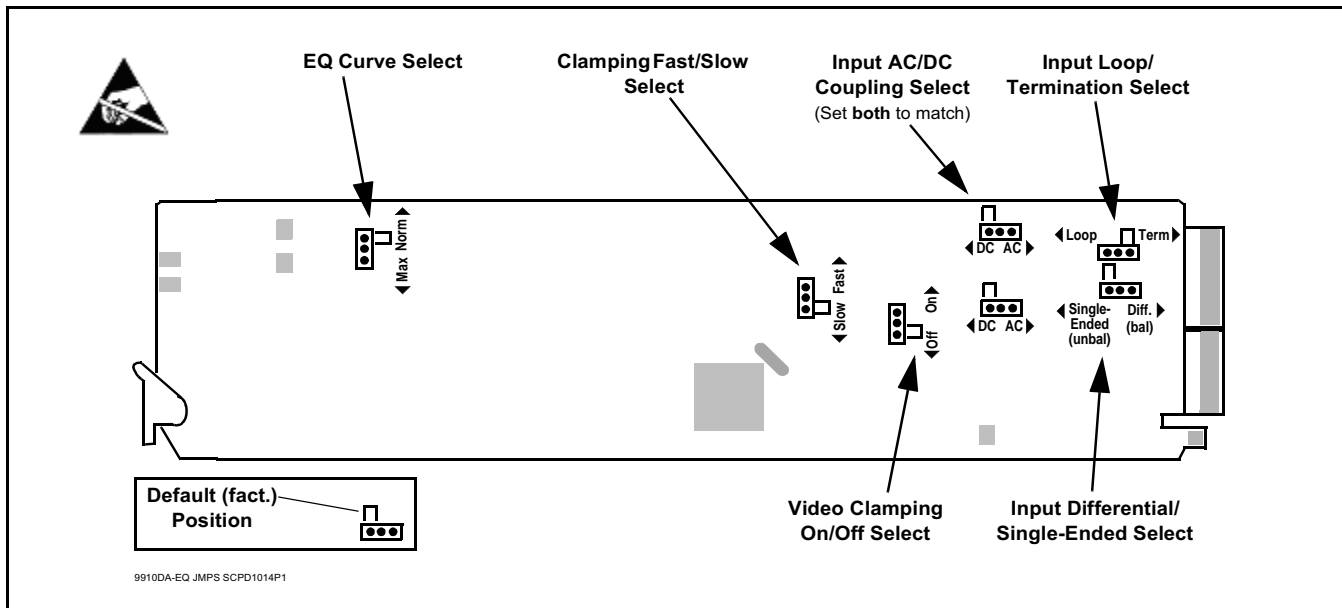 EQ Curve Select
Clamping Fast/Slow
Select
Input AC/DC
Coupling Select
(Set both to match)
Input Loop/
Termination Select
Max Norm
Slow Fast
Off On
DC AC
DC AC
Loop Term
Single-
Ended
(unbal)
Diff.
(bal)
Default (fact.)
Position
Video Clamping
On/Off Select
Input Differential/
Single-Ended Select
9910DA-EQ JMPS SCPD1014P1